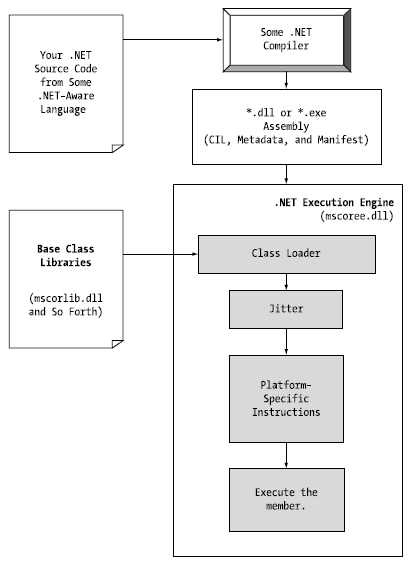 Your .NET
Source Code
from Some
.NET-Aware
Language
Some .NET
Compiler
*.dll or *.exe
Assembly
(CIL, Metadata, and Manifest)
.NET Execution Engine
(mscoree.dll)
Base Class
Libraries
(mscorlib.dll
and So Forth)
Class Loader
Jitter
Platform-
Specific
Instructions
Execute the
member.